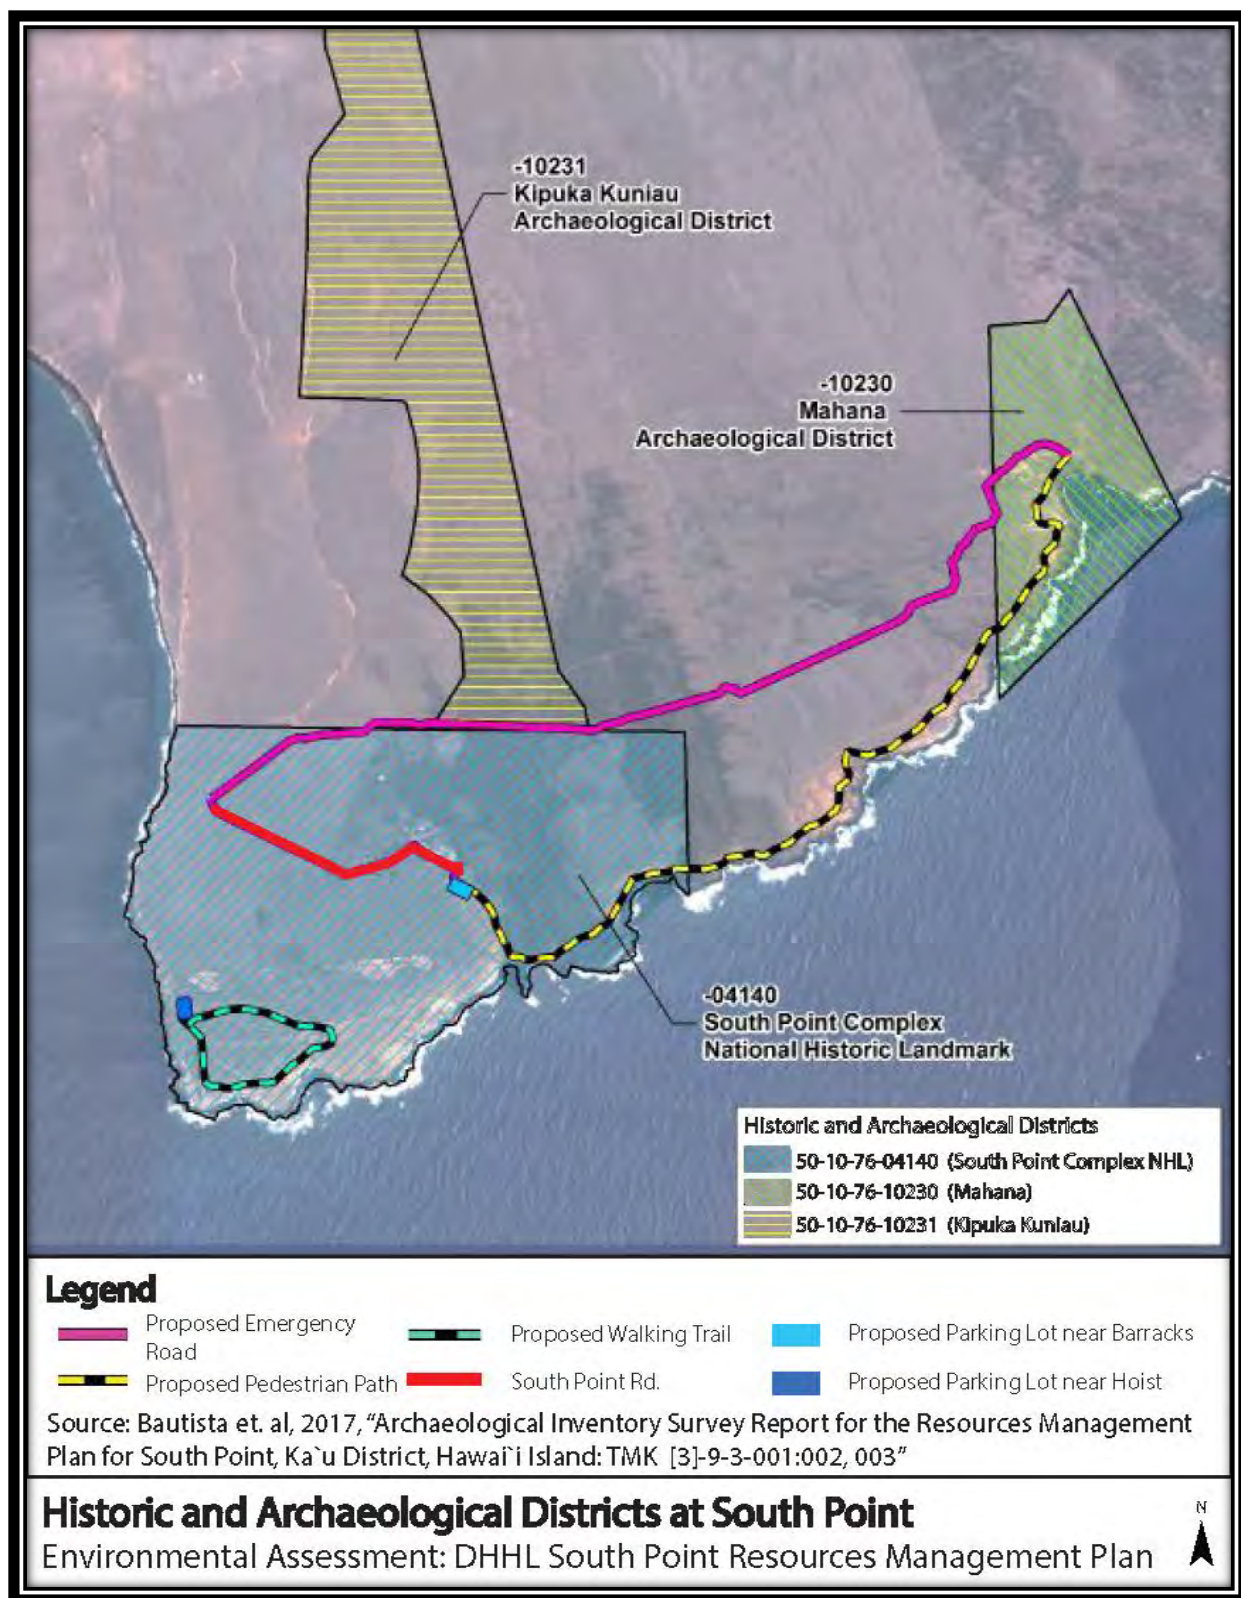 -10231
Kipuka Kuniau
Archaeological District
-10230
Mahana
Archaeological District
-04140
South Point Complex
National Historic Landmark
Historic and Archaeological Districts
50-10-76-04140 (South Point Complex NHL)
50-10-76-10230 (Mahana)
50-10-76-10231 (Kipuka Kuniau)
Legend
Proposed Emergency
Road
Proposed Walking Trail
Proposed Parking Lot near Barracks
Proposed Pedestrian Path
South Point Rd.
Proposed Parking Lot near Hoist
Source: Bautista et. al, 2017, “Archaeological Inventory Survey Report for the Resources Management
Plan for South Point, Ka`u District, Hawai`i Island: TMK [3]-9-3-001:002, 003”
Historic and Archaeological Districts at South Point
Environmental Assessment: DHHL South Point Resources Management Plan
N